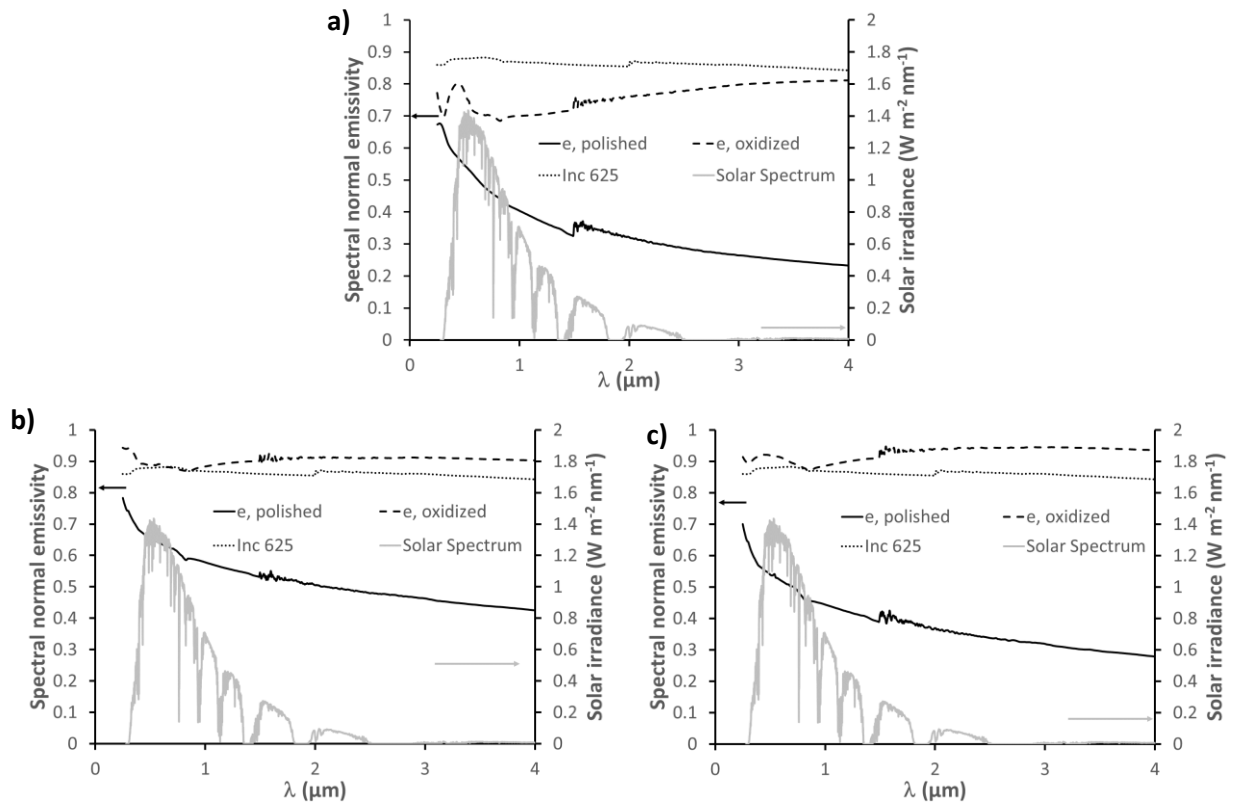 a)
1
0.9
0.8
0.7
0.6
0.5
0.4
0.3
0.2
0.1
0
Spectral normal emissivity
2
1.8
1.6
1.4
1.2
1
0.8
0.6
0.4
0.2
0
Solar irradiance (W m⁻² nm⁻¹)
e, polished
e, oxidized
Inc 625
Solar Spectrum
0 1 2 3 4
λ (µm)
b)
1
0.9
0.8
0.7
0.6
0.5
0.4
0.3
0.2
0.1
0
Spectral normal emissivity
2
1.8
1.6
1.4
1.2
1
0.8
0.6
0.4
0.2
0
Solar irradiance (W m⁻² nm⁻¹)
e, polished
e, oxidized
Inc 625
Solar Spectrum
0 1 2 3 4
λ (µm)
c)
1
0.9
0.8
0.7
0.6
0.5
0.4
0.3
0.2
0.1
0
Spectral normal emissivity
2
1.8
1.6
1.4
1.2
1
0.8
0.6
0.4
0.2
0
Solar irradiance (W m⁻² nm⁻¹)
e, polished
e, oxidized
Inc 625
Solar Spectrum
0 1 2 3 4
λ (µm)